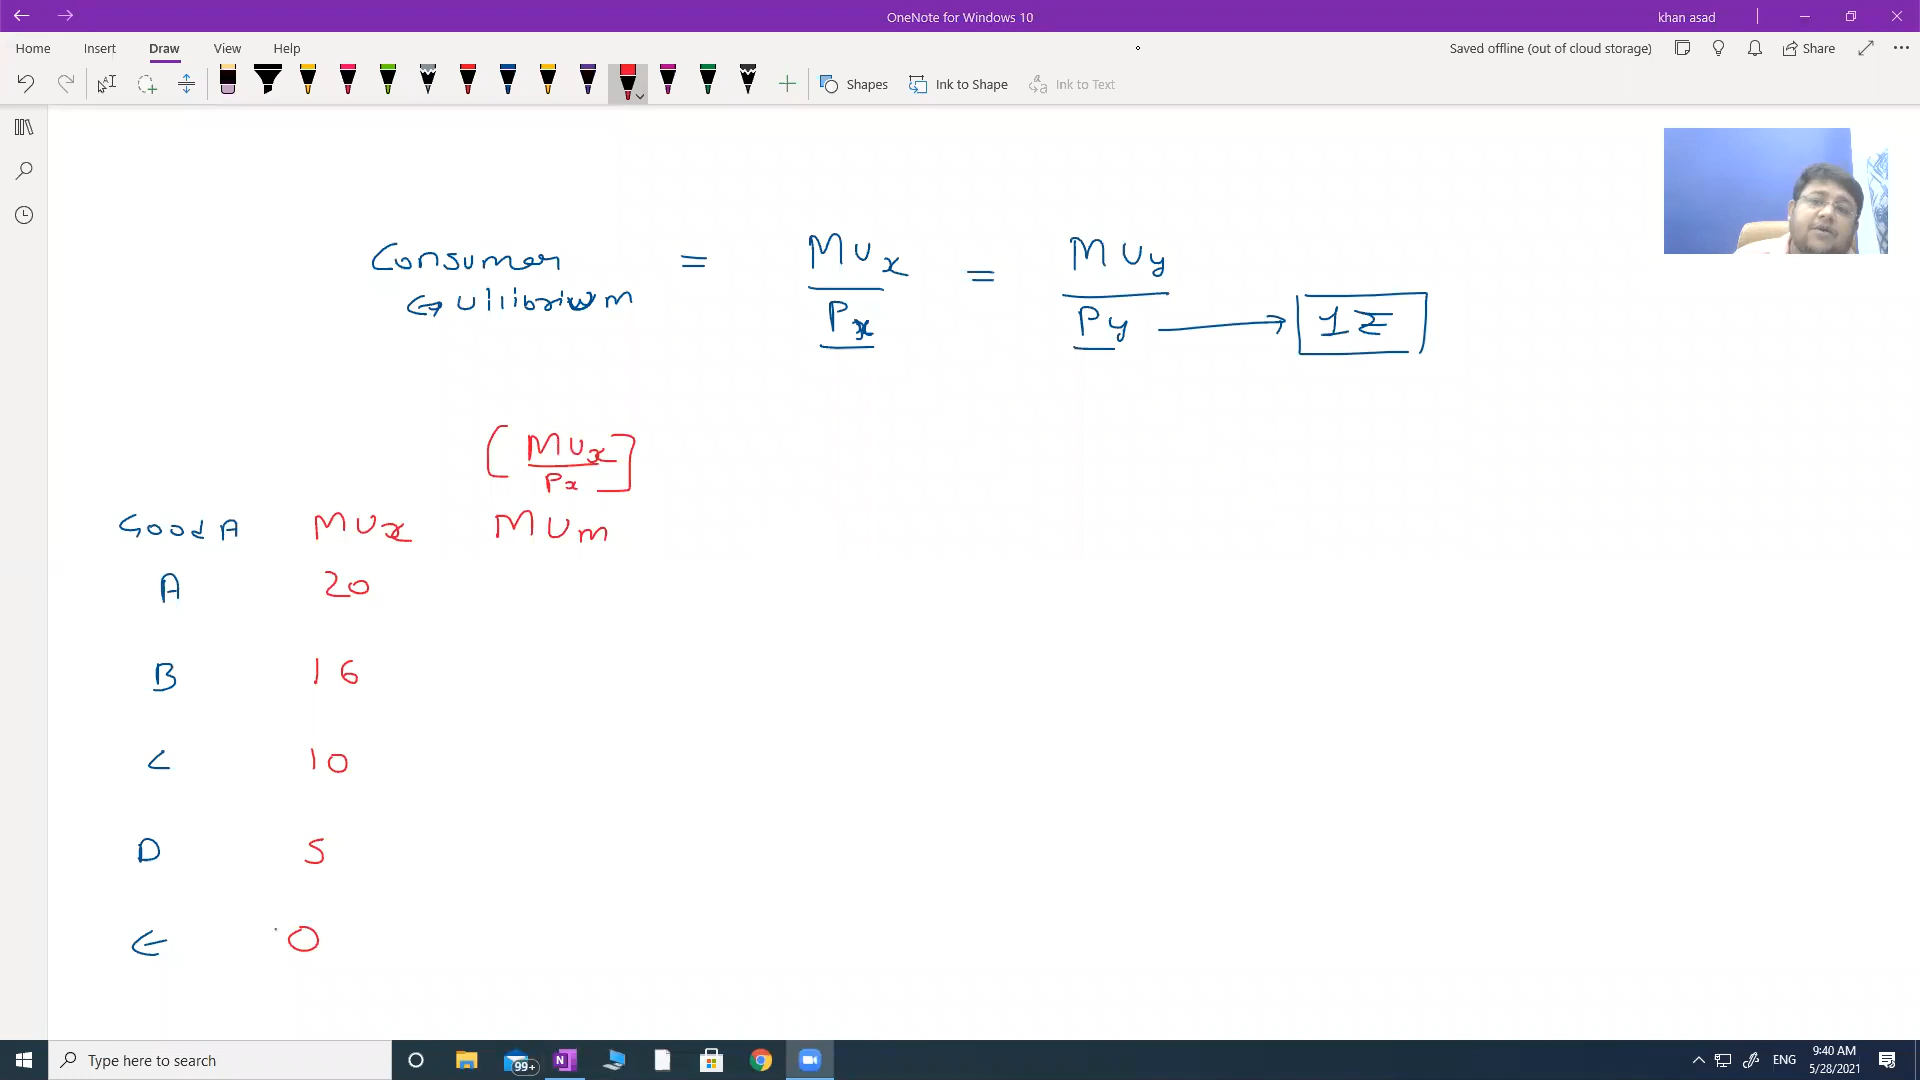 OneNote for Windows 10
khan asad
Home Insert Draw View Help
Saved offline (out of cloud storage)
Share
Shapes
Ink to Shape
Ink to Text
Consumer = MUx = MUy
Px Py → 1
MUx
Px
Good A MUx MUm
A 20
B 16
C 10
D 5
E 0
Type here to search
99+
N
ENG
9:40 AM
5/28/2021